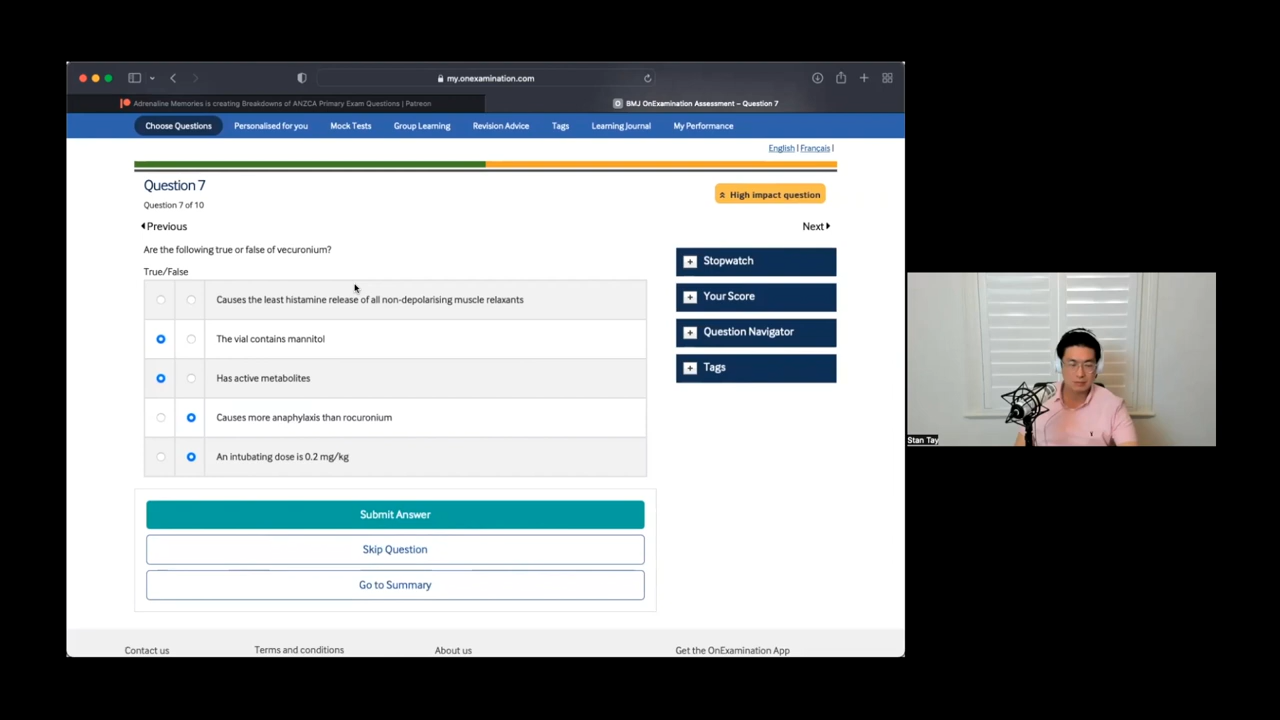 my.onexamination.com
Adrenaline Memories is creating Breakdowns of ANZCA Primary Exam Questions | Patreon
BMJ OnExamination Assessment – Question 7
Choose Questions
Personalised for you
Mock Tests
Group Learning
Revision Advice
Tags
Learning Journal
My Performance
English | Français |
Question 7
Question 7 of 10
High impact question
Previous
Next
Are the following true or false of vecuronium?
True/False
Causes the least histamine release of all non-depolarising muscle relaxants
The vial contains mannitol
Has active metabolites
Causes more anaphylaxis than rocuronium
An intubating dose is 0.2 mg/kg
Submit Answer
Skip Question
Go to Summary
Stopwatch
Your Score
Question Navigator
Tags
Contact us
Terms and conditions
About us
Get the OnExamination App
Stan Tay